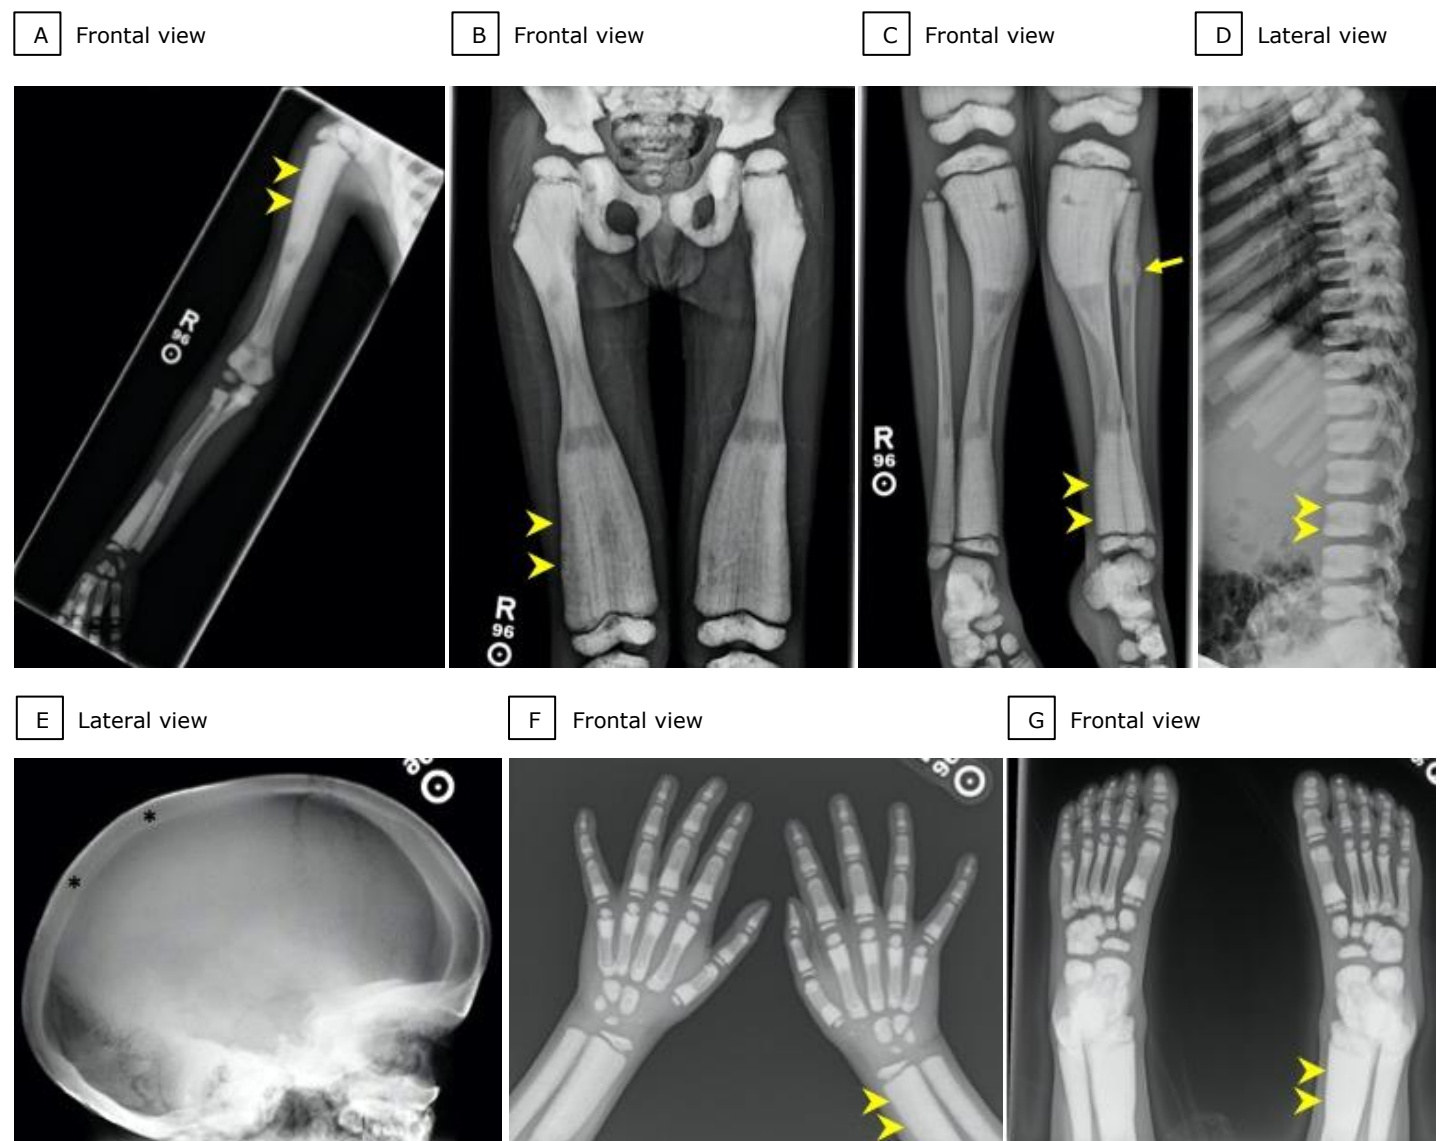 A Frontal view
B Frontal view
C Frontal view
D Lateral view
R
96
R
96
R
96
E Lateral view
F Frontal view
G Frontal view
*
*